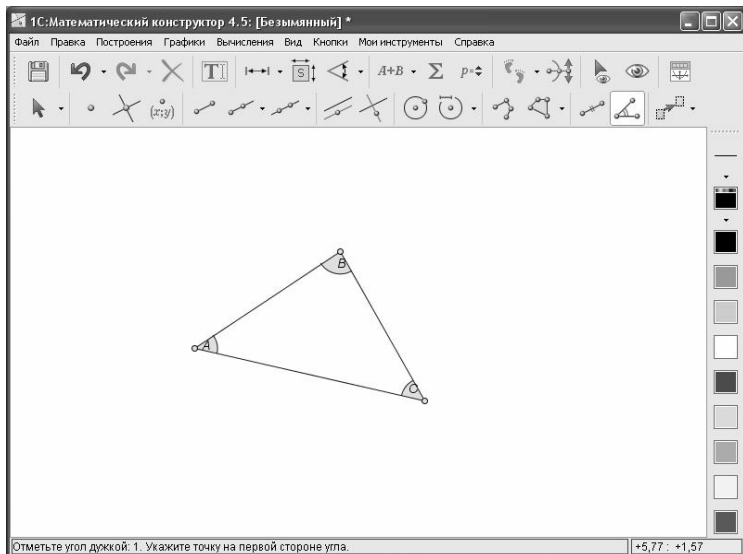 1С:Математический конструктор 4.5: [Безымянный] *
Файл Правка Построения Графики Вычисления Вид Кнопки Мои инструменты Справка
T S A+B Σ p=
(x;y)
B
A
C
Отметьте угол дужкой: 1. Укажите точку на первой стороне угла. +5,77 : +1,57